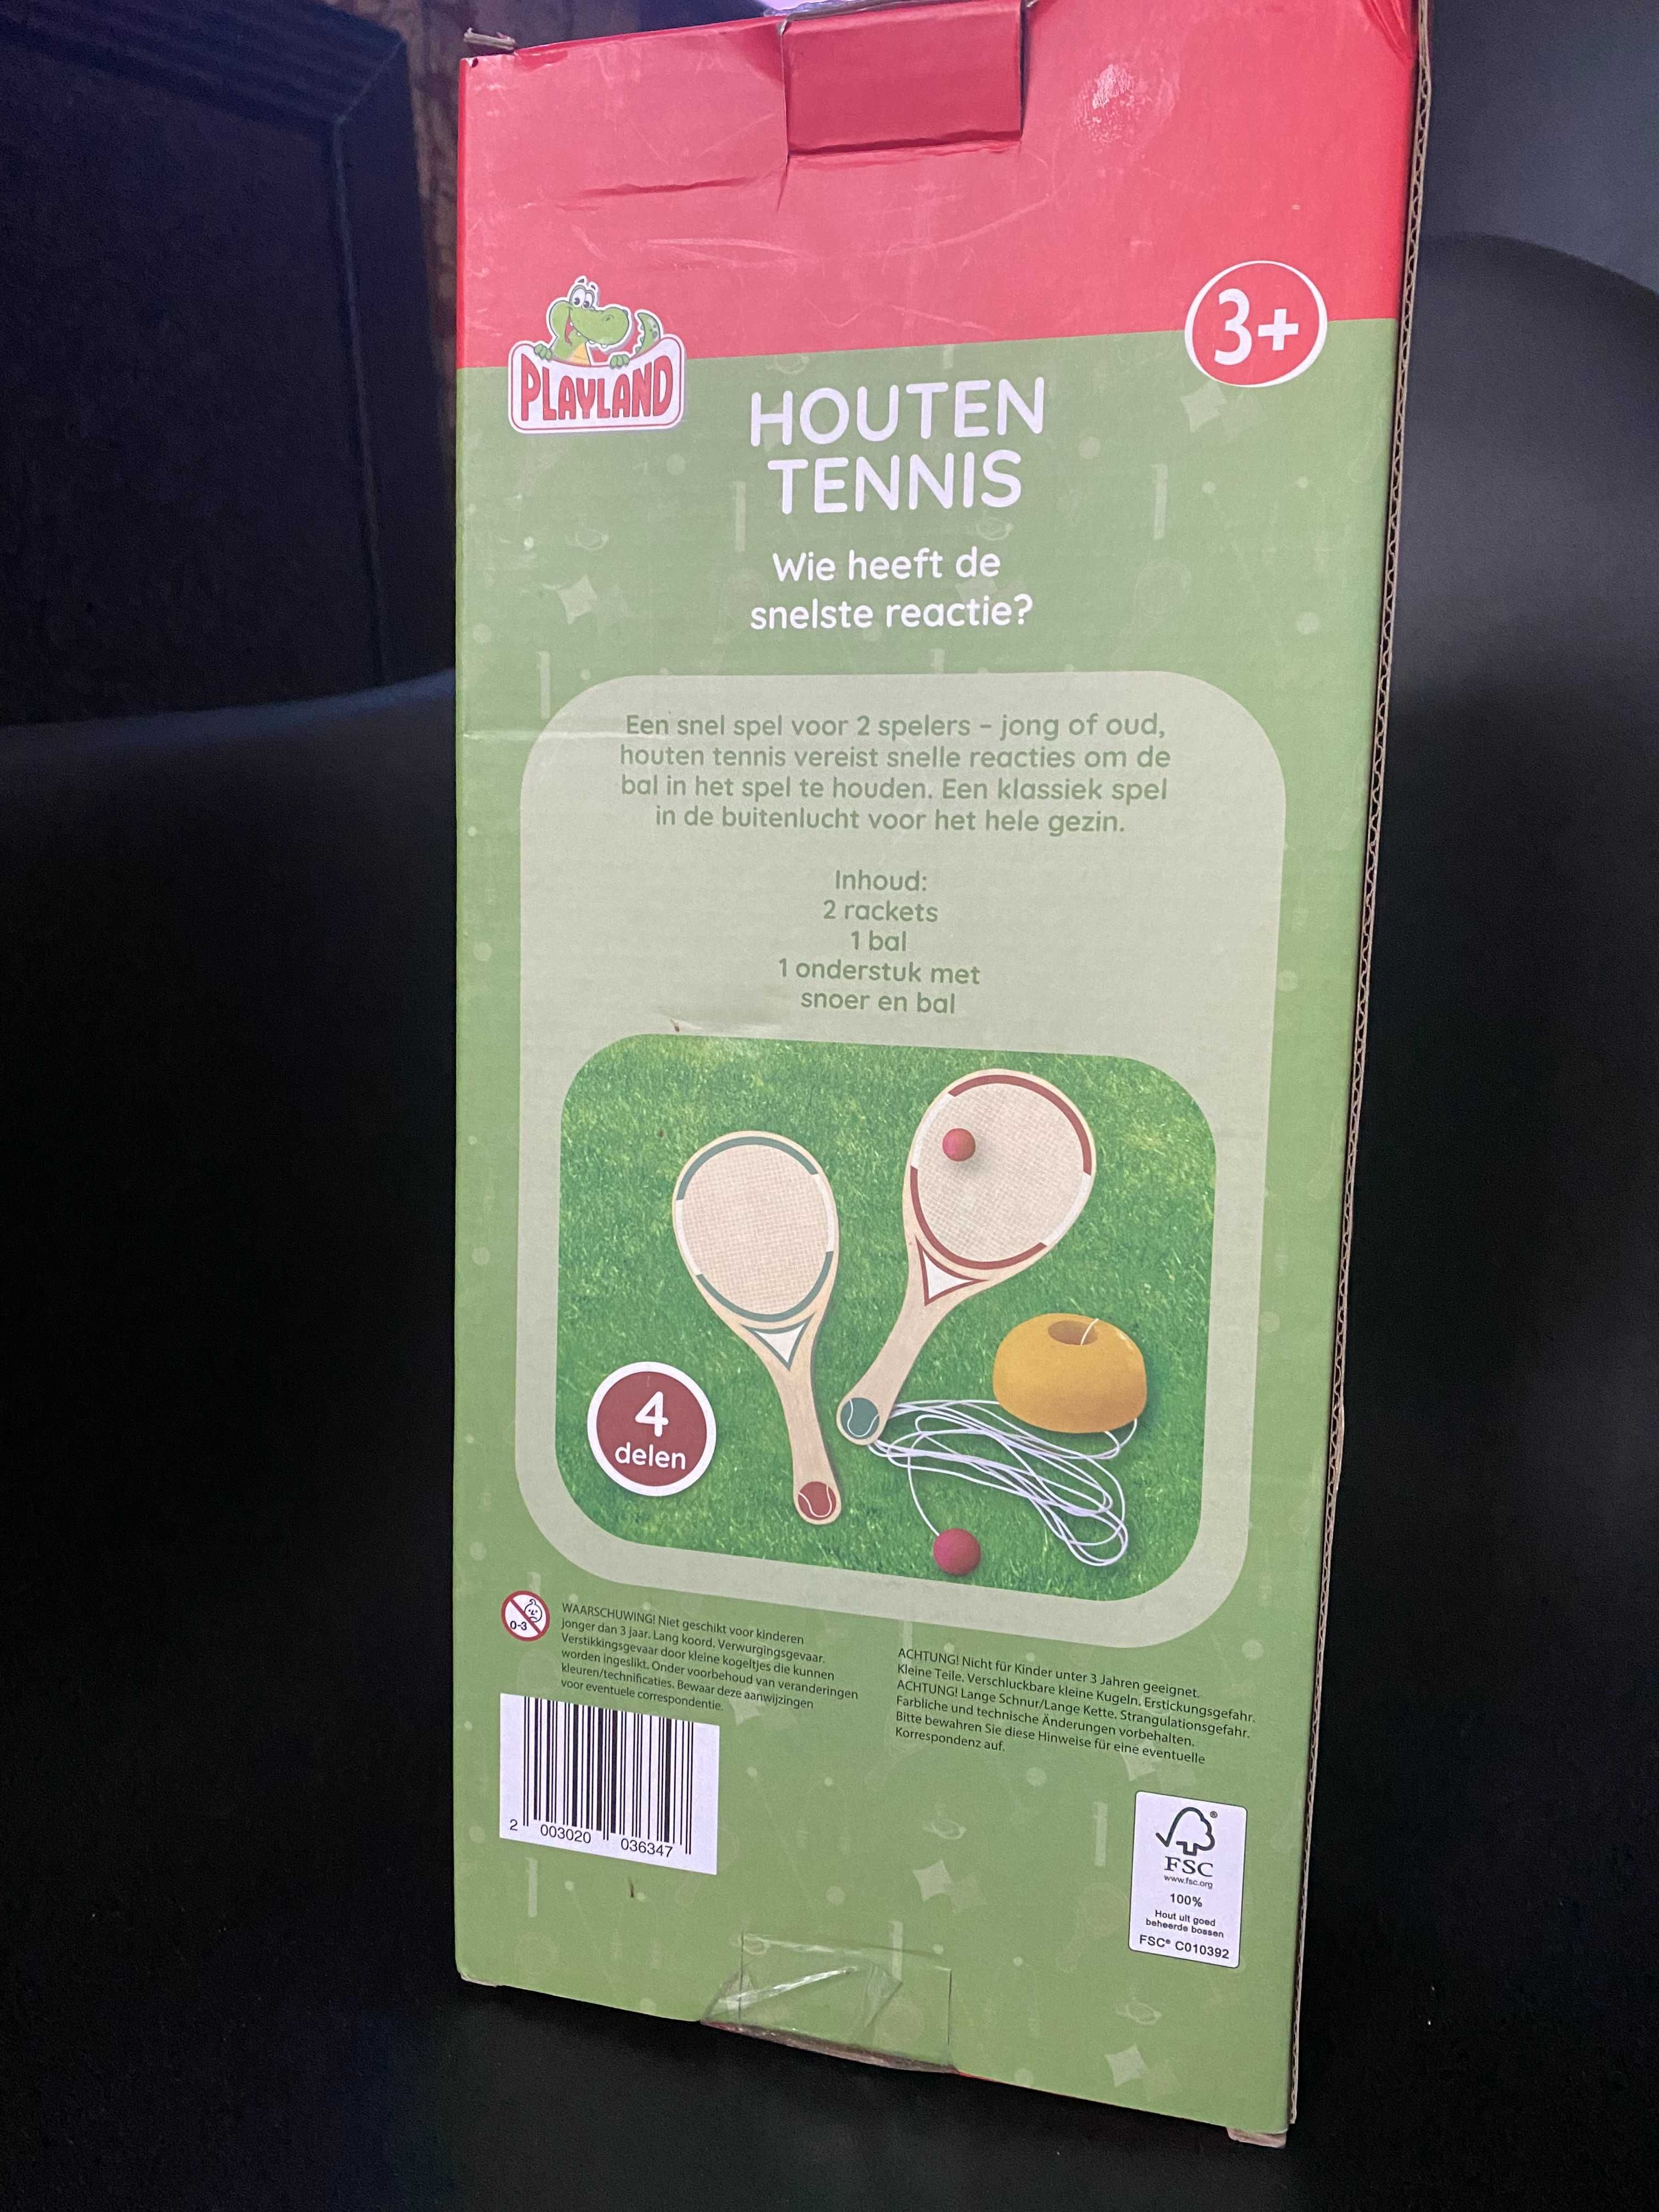 3+
PLAYLAND
HOUTEN
TENNIS
Wie heeft de
snelste reactie?
Een snel spel voor 2 spelers – jong of oud,
houten tennis vereist snelle reacties om de
bal in het spel te houden. Een klassiek spel
in de buitenlucht voor het hele gezin.
Inhoud:
2 rackets
1 bal
1 onderstuk met
snoer en bal
4
delen
0-3
WAARSCHUWING! Niet geschikt voor kinderen
jonger dan 3 jaar. Lang koord. Verwurgingsgevaar.
Verstikkingsgevaar door kleine kogeltjes die kunnen
worden ingeslikt. Onder voorbehoud van veranderingen
kleuren/technificaties. Bewaar deze aanwijzingen
voor eventuele correspondentie.
ACHTUNG! Nicht für Kinder unter 3 Jahren geeignet.
Kleine Teile. Verschluckbare kleine Kugeln. Erstickungsgefahr.
ACHTUNG! Lange Schnur/Lange Kette. Strangulationsgefahr.
Farbliche und technische Änderungen vorbehalten.
Bitte bewahren Sie diese Hinweise für eine eventuelle
Korrespondenz auf.
2 003020 036347
®
FSC
www.fsc.org
100%
Hout uit goed
beheerde bossen
FSC® C010392